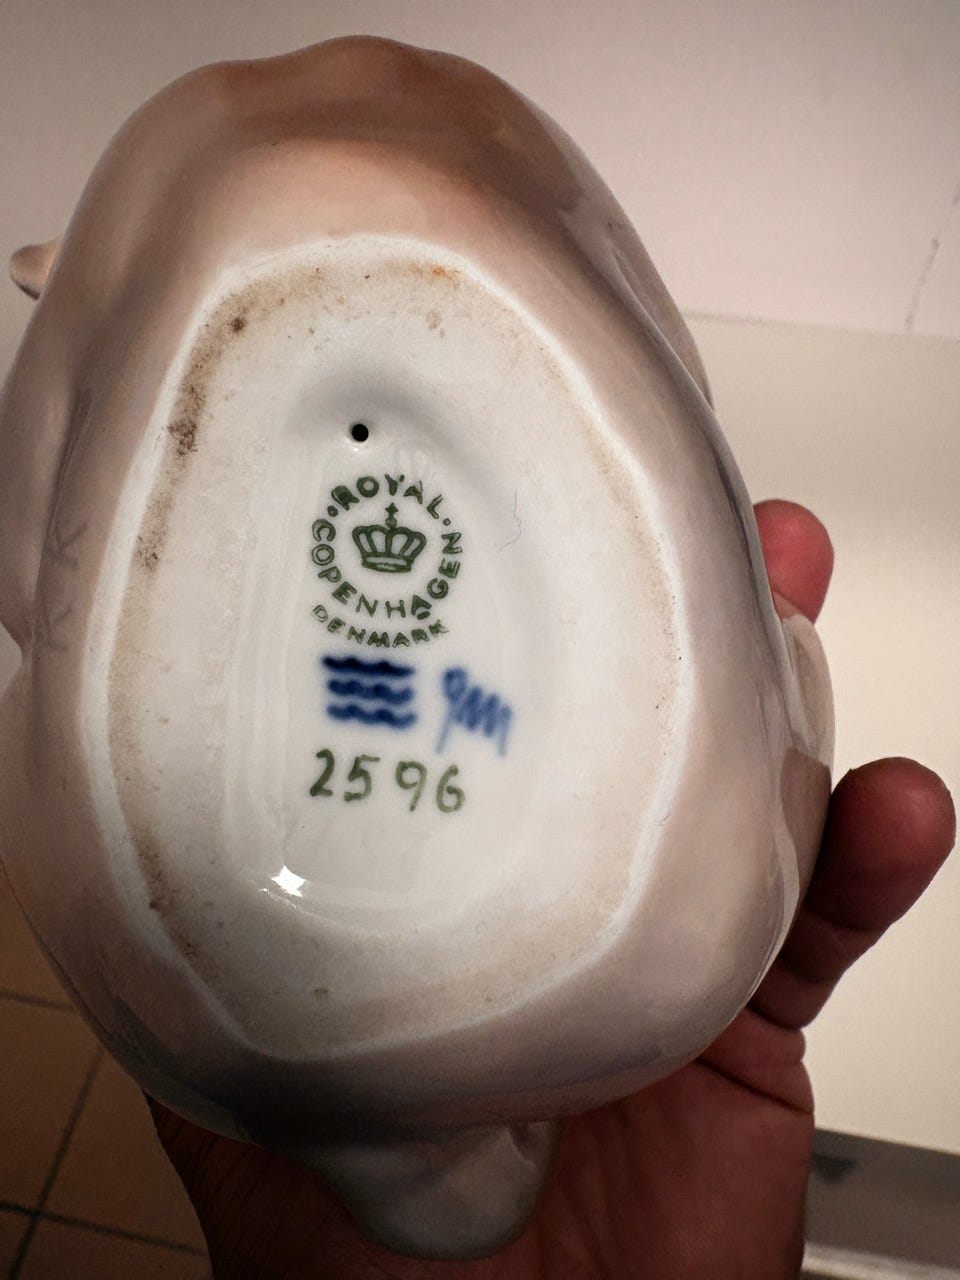 ROYAL
COPENHAGEN
DENMARK
2596